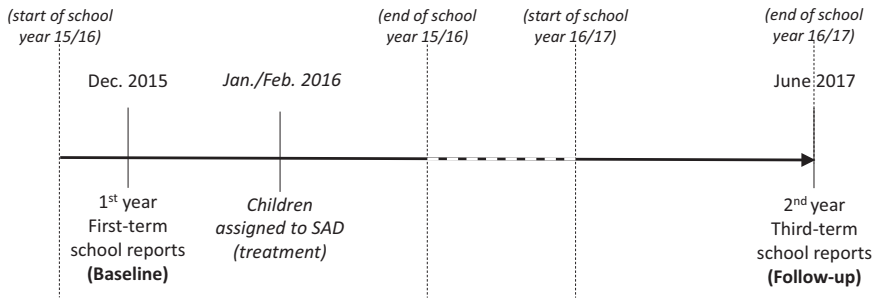 (start of school
year 15/16)
(end of school
year 15/16)
(start of school
year 16/17)
(end of school
year 16/17)
Dec. 2015
Jan./Feb. 2016
June 2017
1st year
First-term
school reports
(Baseline)
Children
assigned to SAD
(treatment)
2nd year
Third-term
school reports
(Follow-up)